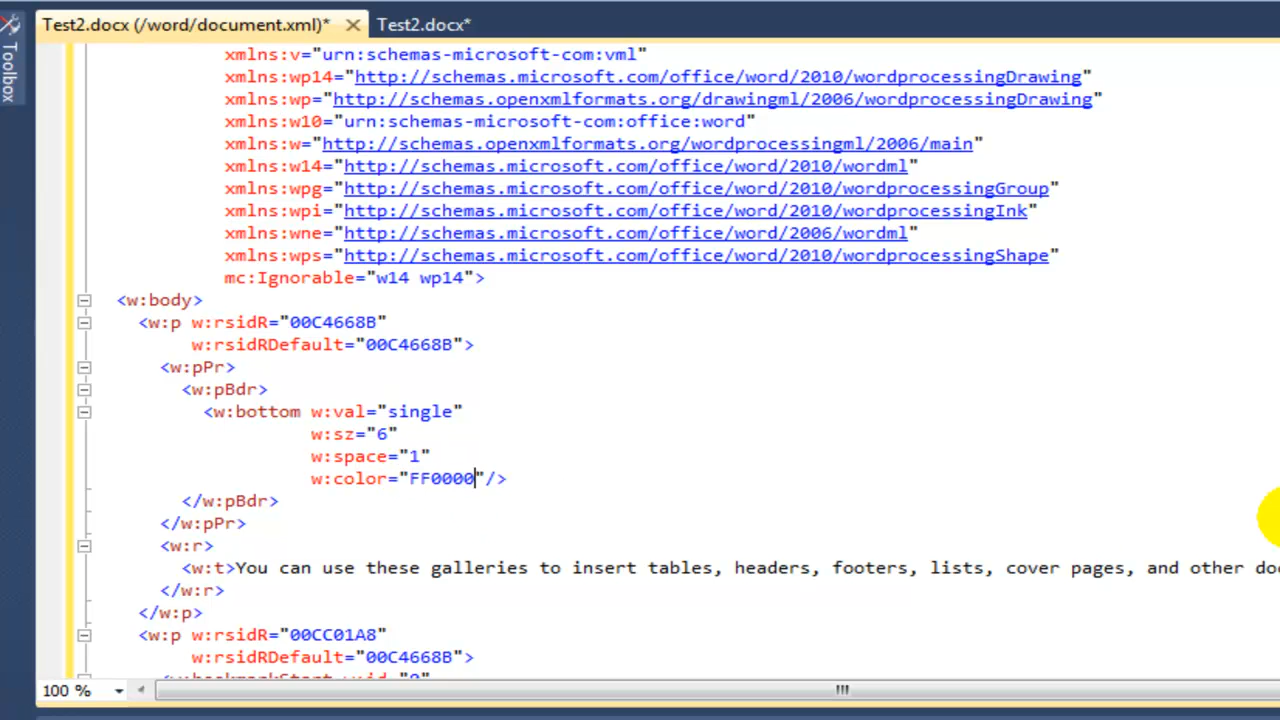 Test2.docx (/word/document.xml)* Test2.docx*
Toolbox
xmlns:v="urn:schemas-microsoft-com:vml"
xmlns:wp14="http://schemas.microsoft.com/office/word/2010/wordprocessingDrawing"
xmlns:wp="http://schemas.openxmlformats.org/drawingml/2006/wordprocessingDrawing"
xmlns:w10="urn:schemas-microsoft-com:office:word"
xmlns:w="http://schemas.openxmlformats.org/wordprocessingml/2006/main"
xmlns:w14="http://schemas.microsoft.com/office/word/2010/wordml"
xmlns:wpg="http://schemas.microsoft.com/office/word/2010/wordprocessingGroup"
xmlns:wpi="http://schemas.microsoft.com/office/word/2010/wordprocessingInk"
xmlns:wne="http://schemas.microsoft.com/office/word/2006/wordml"
xmlns:wps="http://schemas.microsoft.com/office/word/2010/wordprocessingShape"
mc:Ignorable="w14 wp14">
<w:body>
<w:p w:rsidR="00C4668B"
w:rsidRDefault="00C4668B">
<w:pPr>
<w:pBdr>
<w:bottom w:val="single"
w:sz="6"
w:space="1"
w:color="FF0000"/>
</w:pBdr>
</w:pPr>
<w:r>
<w:t>You can use these galleries to insert tables, headers, footers, lists, cover pages, and other do
</w:r>
</w:p>
<w:p w:rsidR="00CC01A8"
w:rsidRDefault="00C4668B">
100 %